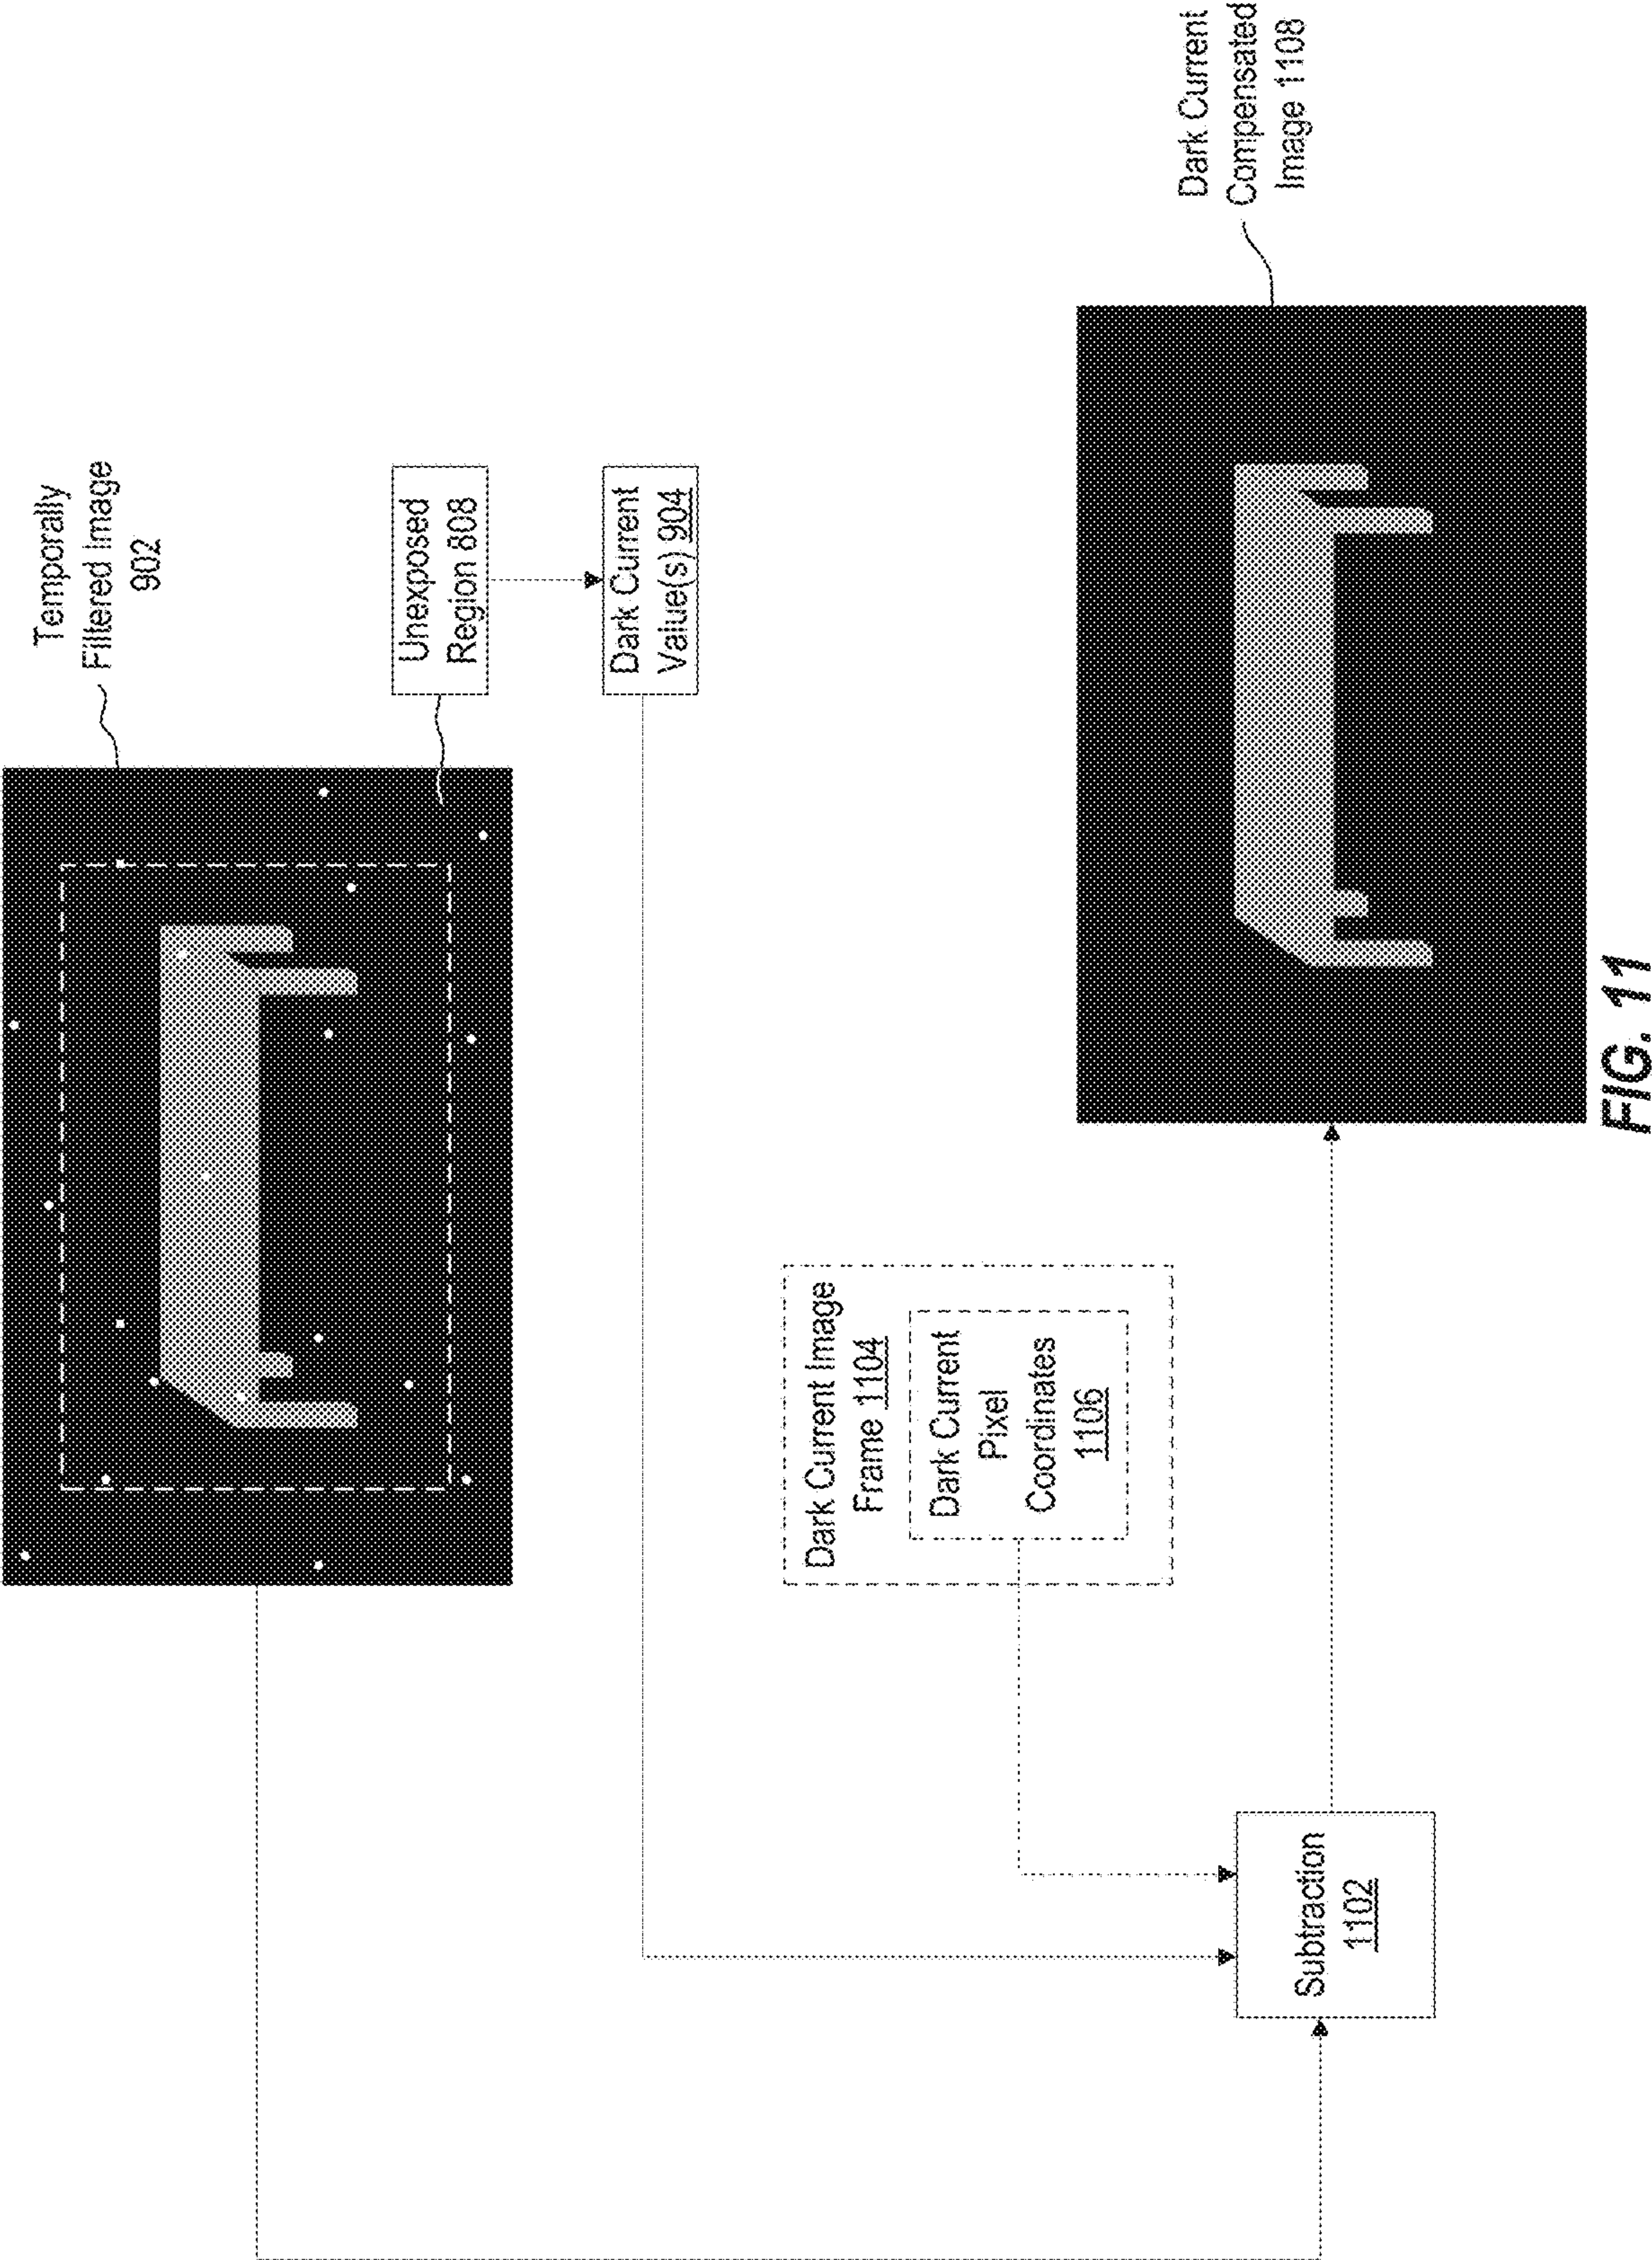 Temporally
Filtered Image
902
Unexposed
Region 808
Dark Current
Value(s) 904
Dark Current Image
Frame 1104
Dark Current
Pixel
Coordinates
1106
Subtraction
1102
Dark Current
Compensated
Image 1108
FIG. 11